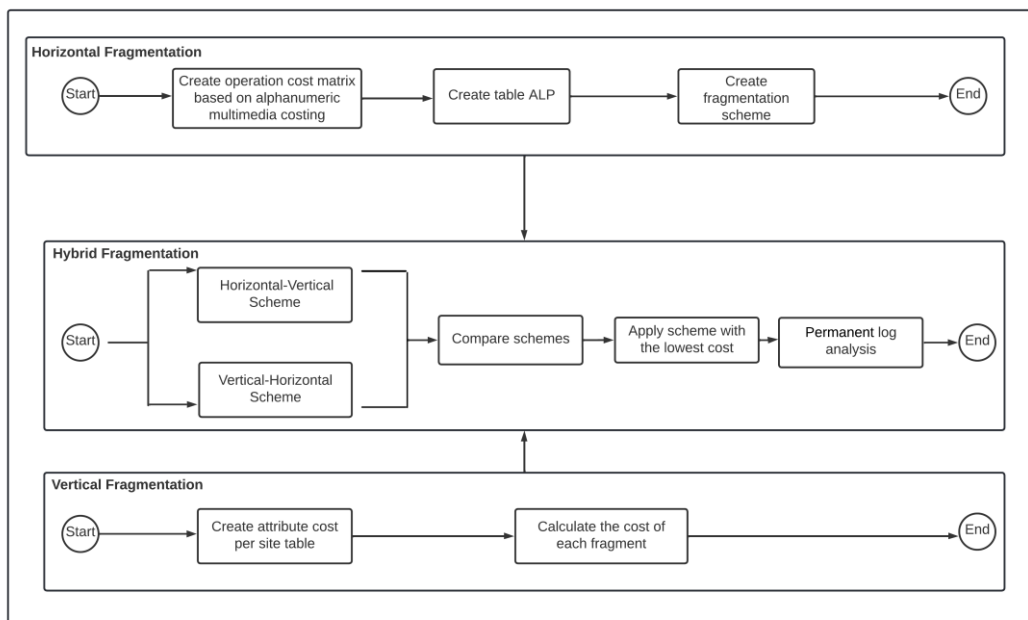 Horizontal Fragmentation
Start
Create operation cost matrix
based on alphanumeric
multimedia costing
Create table ALP
Create
fragmentation
scheme
End
Hybrid Fragmentation
Start
Horizontal-Vertical
Scheme
Vertical-Horizontal
Scheme
Compare schemes
Apply scheme with
the lowest cost
Permanent log
analysis
End
Vertical Fragmentation
Start
Create attribute cost
per site table
Calculate the cost of
each fragment
End